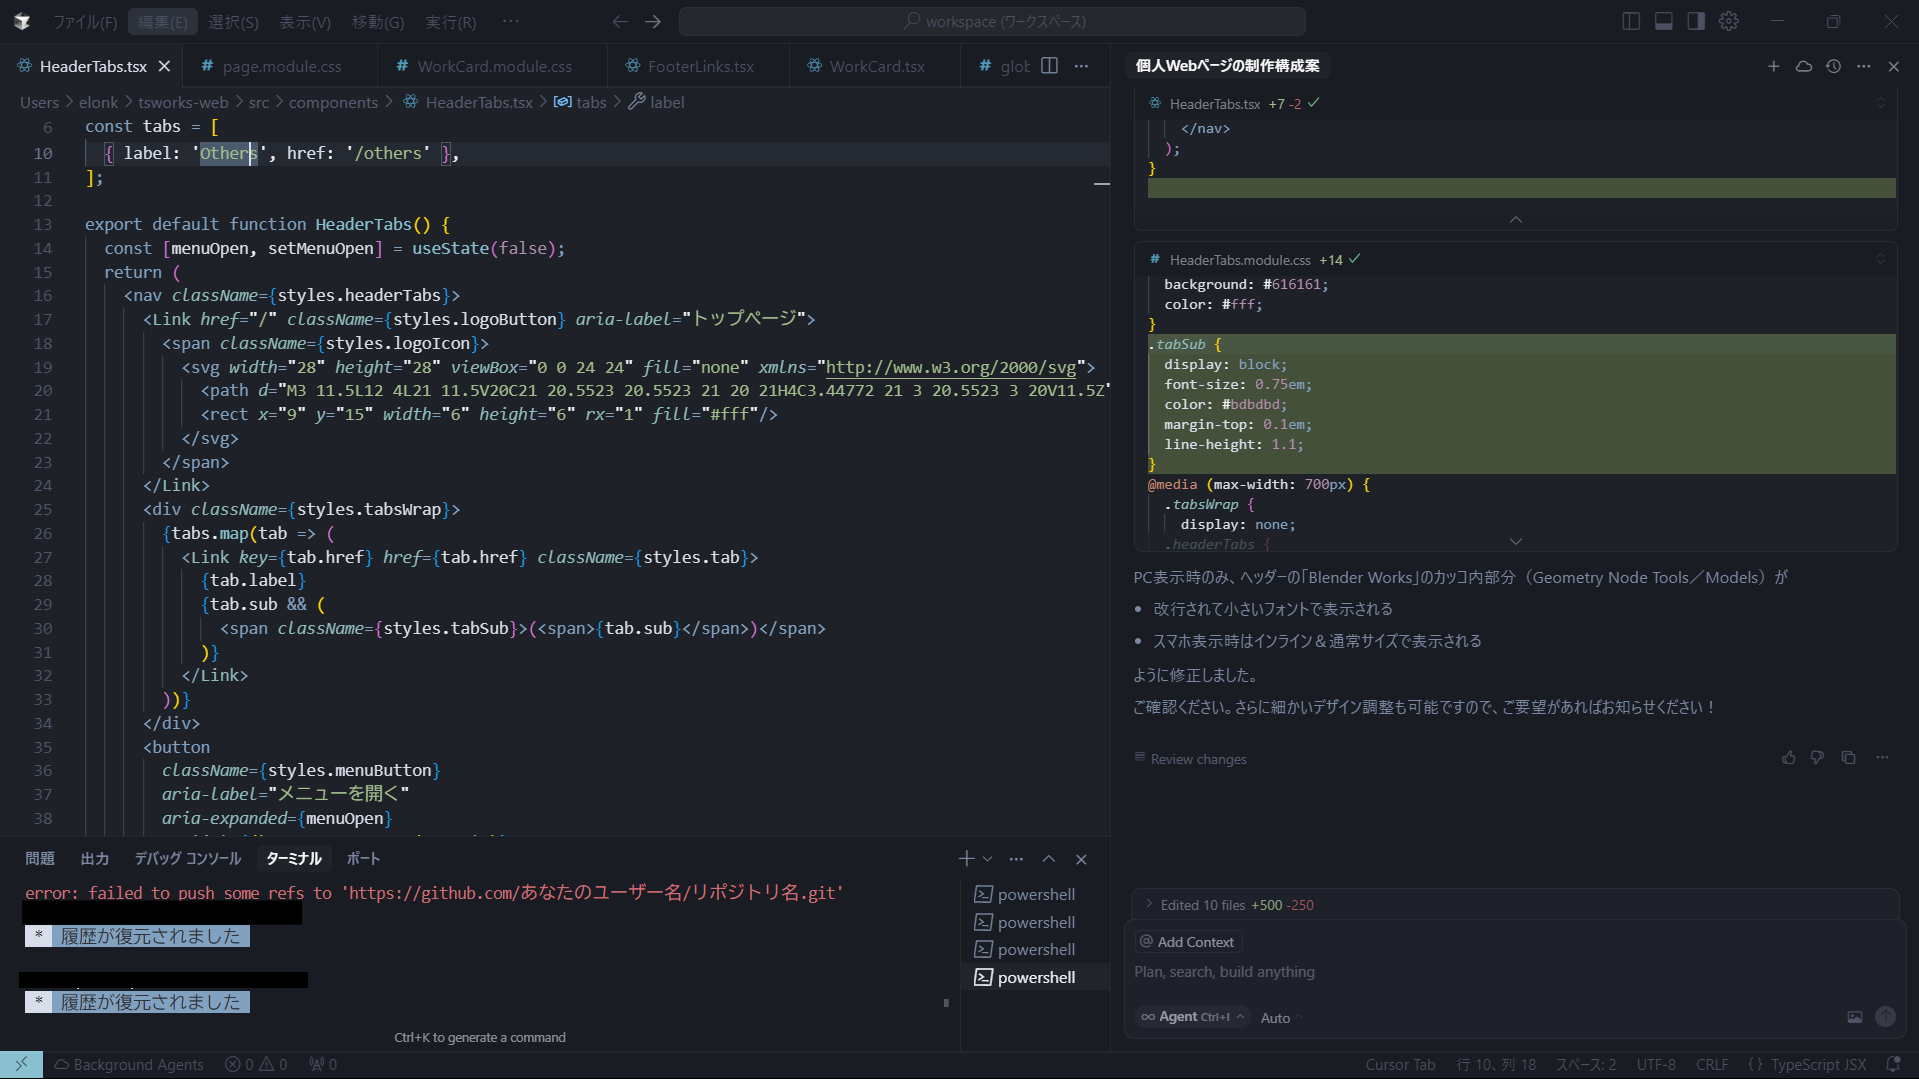 ファイル(F) 編集(E) 選択(S) 表示(V) 移動(G) 実行(R) ···
workspace (ワークスペース)
HeaderTabs.tsx
# page.module.css
# WorkCard.module.css
FooterLinks.tsx
WorkCard.tsx
# glob
Users > elonk > tsworks-web > src > components > HeaderTabs.tsx > tabs > label
6 const tabs = [
10 { label: 'Others', href: '/others' },
11 ];
12
13 export default function HeaderTabs() {
14 const [menuOpen, setMenuOpen] = useState(false);
15 return (
16 <nav className={styles.headerTabs}>
17 <Link href="/" className={styles.logoButton} aria-label="トップページ">
18 <span className={styles.logoIcon}>
19 <svg width="28" height="28" viewBox="0 0 24 24" fill="none" xmlns="http://www.w3.org/2000/svg">
20 <path d="M3 11.5L12 4L21 11.5V20C21 20.5523 20.5523 21 20 21H4C3.44772 21 3 20.5523 3 20V11.5Z"
21 <rect x="9" y="15" width="6" height="6" rx="1" fill="#fff"/>
22 </svg>
23 </span>
24 </Link>
25 <div className={styles.tabsWrap}>
26 {tabs.map(tab => (
27 <Link key={tab.href} href={tab.href} className={styles.tab}>
28 {tab.label}
29 {tab.sub && (
30 <span className={styles.tabSub}>(<span>{tab.sub}</span>)</span>
31 )}
32 </Link>
33 ))}
34 </div>
35 <button
36 className={styles.menuButton}
37 aria-label="メニューを開く"
38 aria-expanded={menuOpen}
問題 出力 デバッグ コンソール ターミナル ポート
error: failed to push some refs to 'https://github.com/あなたのユーザー名/リポジトリ名.git'
* 履歴が復元されました
* 履歴が復元されました
Ctrl+K to generate a command
powershell
powershell
powershell
powershell
個人Webページの制作構成案
HeaderTabs.tsx +7 -2
</nav>
);
}
# HeaderTabs.module.css +14
background: #616161;
color: #fff;
}
.tabSub {
display: block;
font-size: 0.75em;
color: #bdbdbd;
margin-top: 0.1em;
line-height: 1.1;
}
@media (max-width: 700px) {
.tabsWrap {
display: none;
.headerTabs {
PC表示時のみ、ヘッダーの「Blender Works」のカッコ内部分（Geometry Node Tools／Models）が
• 改行されて小さいフォントで表示される
• スマホ表示時はインライン＆通常サイズで表示される
ように修正しました。
ご確認ください。さらに細かいデザイン調整も可能ですので、ご要望があればお知らせください！
Review changes
Edited 10 files +500 -250
@ Add Context
Plan, search, build anything
∞ Agent Ctrl+I Auto
Background Agents 0 0 0
Cursor Tab 行 10、列 18 スペース: 2 UTF-8 CRLF {} TypeScript JSX